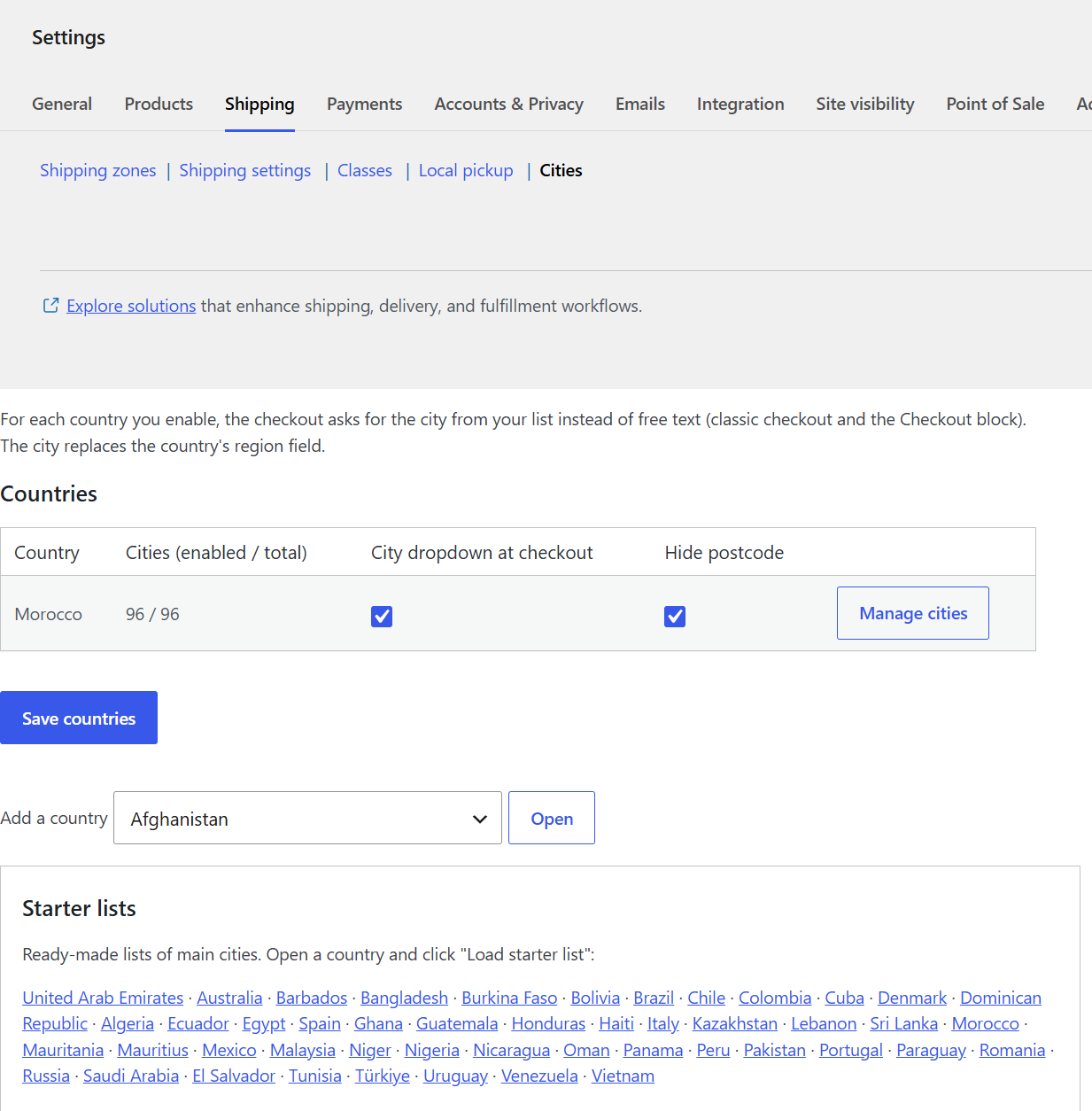 Settings
General Products Shipping Payments Accounts & Privacy Emails Integration Site visibility Point of Sale
Shipping zones | Shipping settings | Classes | Local pickup | Cities
Explore solutions that enhance shipping, delivery, and fulfillment workflows.
For each country you enable, the checkout asks for the city from your list instead of free text (classic checkout and the Checkout block).
The city replaces the country's region field.
Countries
Country Cities (enabled / total) City dropdown at checkout Hide postcode
Morocco 96 / 96 Manage cities
Save countries
Add a country Afghanistan Open
Starter lists
Ready-made lists of main cities. Open a country and click "Load starter list":
United Arab Emirates · Australia · Barbados · Bangladesh · Burkina Faso · Bolivia · Brazil · Chile · Colombia · Cuba · Denmark · Dominican
Republic · Algeria · Ecuador · Egypt · Spain · Ghana · Guatemala · Honduras · Haiti · Italy · Kazakhstan · Lebanon · Sri Lanka · Morocco ·
Mauritania · Mauritius · Mexico · Malaysia · Niger · Nigeria · Nicaragua · Oman · Panama · Peru · Pakistan · Portugal · Paraguay · Romania ·
Russia · Saudi Arabia · El Salvador · Tunisia · Türkiye · Uruguay · Venezuela · Vietnam